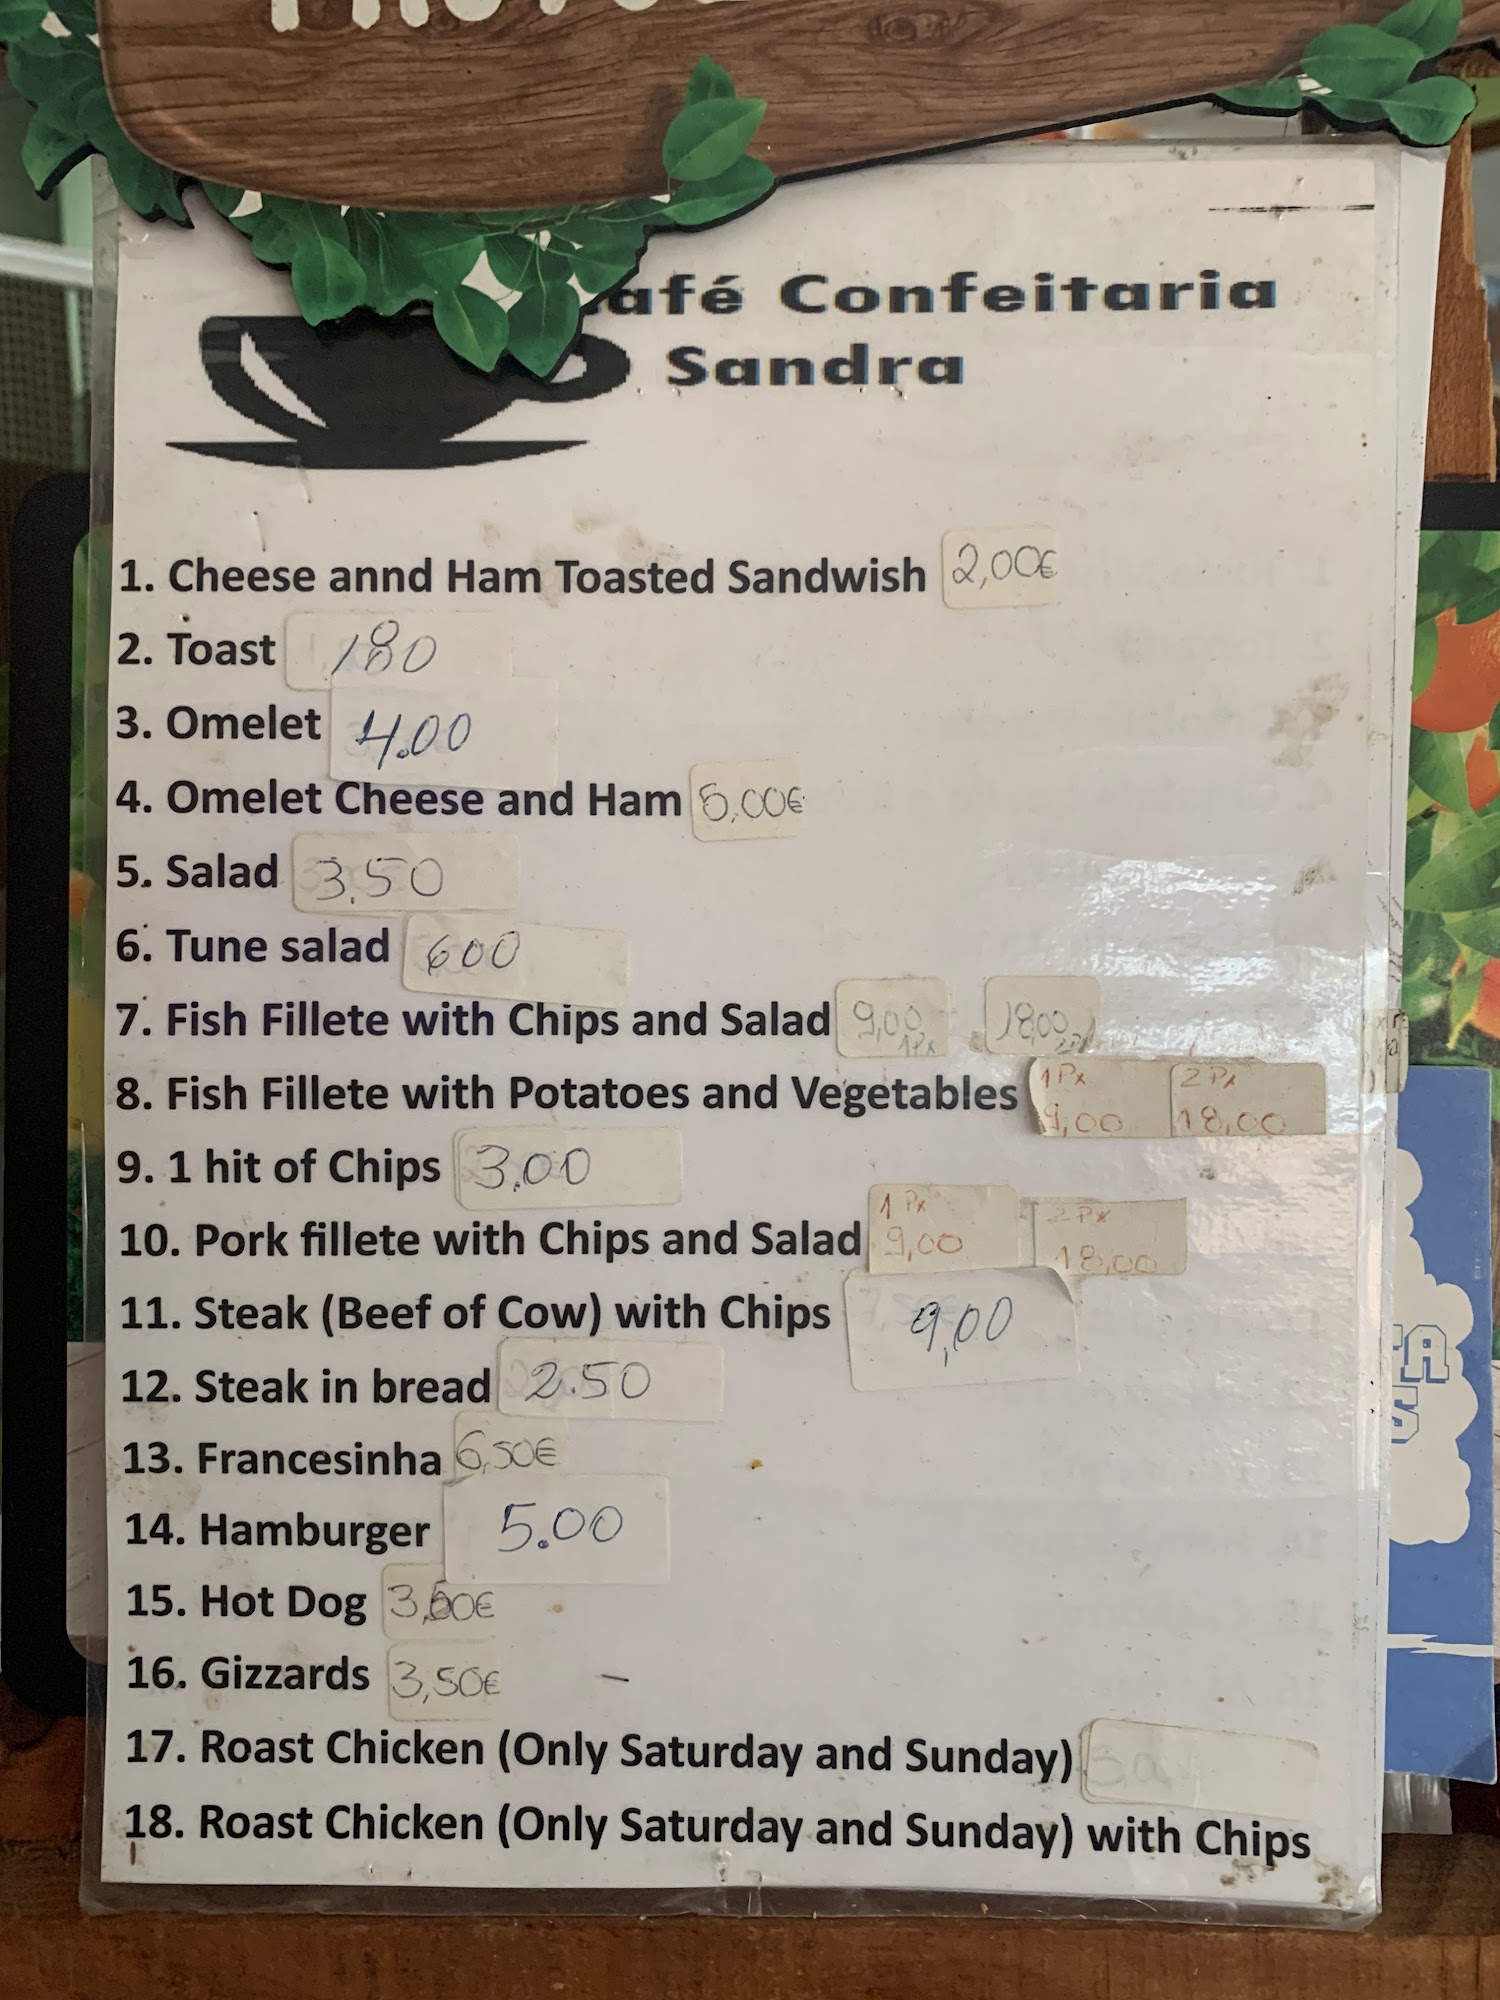 afé Confeitaria
Sandra
1. Cheese annd Ham Toasted Sandwish 2,00€
2. Toast 180
3. Omelet 4.00
4. Omelet Cheese and Ham 5,00€
5. Salad 3.50
6. Tune salad 600
7. Fish Fillete with Chips and Salad 9,00 1Px 18,00
8. Fish Fillete with Potatoes and Vegetables 1Px 9,00 2Px 18,00
9. 1 hit of Chips 3.00
10. Pork fillete with Chips and Salad 1Px 9,00 2Px 18,00
11. Steak (Beef of Cow) with Chips 9,00
12. Steak in bread 2.50
13. Francesinha 6,50€
14. Hamburger 5.00
15. Hot Dog
16. Gizzards 3,50€
17. Roast Chicken (Only Saturday and Sunday)
18. Roast Chicken (Only Saturday and Sunday) with Chips